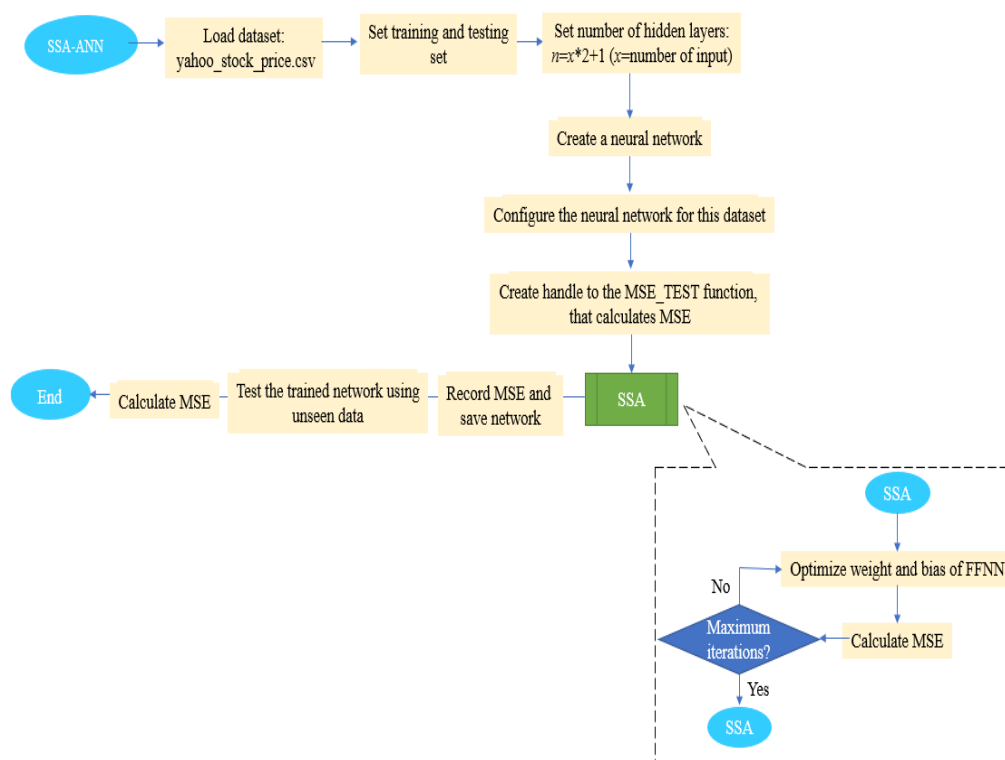 SSA-ANN
Load dataset:
yahoo_stock_price.csv
Set training and testing
set
Set number of hidden layers:
n=x*2+1 (x=number of input)
Create a neural network
Configure the neural network for this dataset
Create handle to the MSE_TEST function,
that calculates MSE
SSA
Record MSE and
save network
Test the trained network using
unseen data
Calculate MSE
End
SSA
Optimize weight and bias of FFNN
Calculate MSE
Maximum
iterations?
No
Yes
SSA